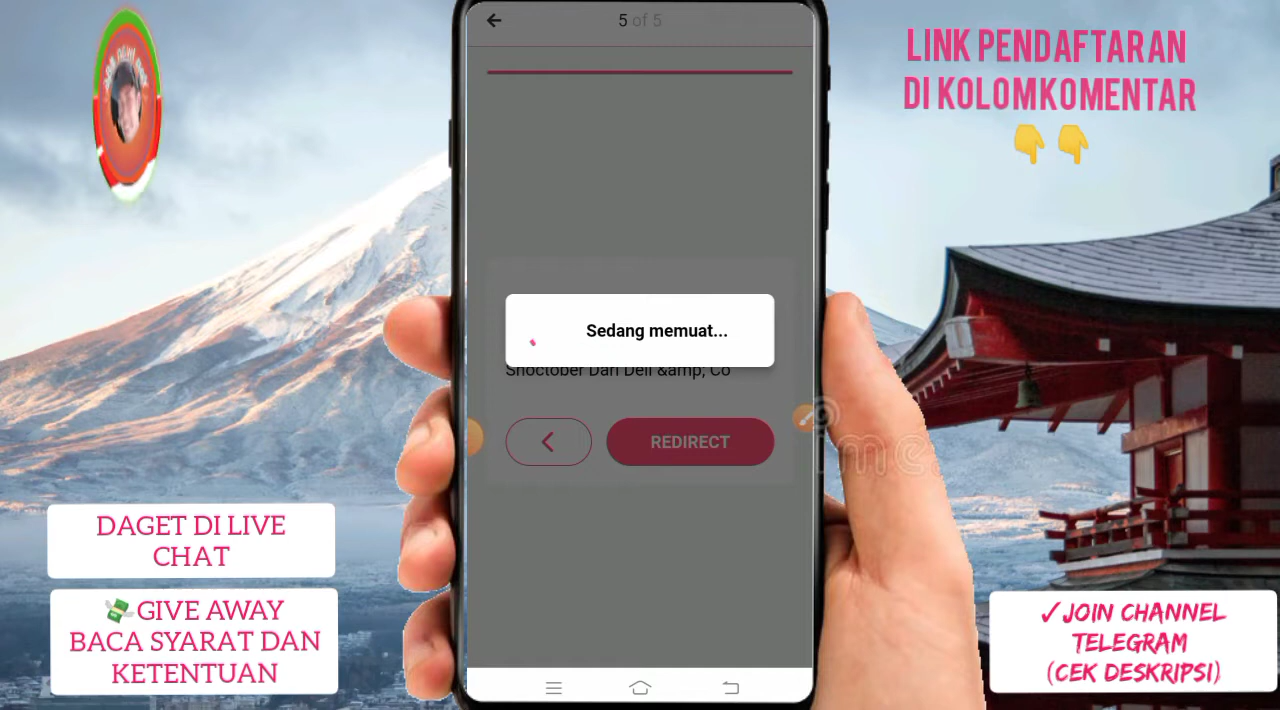 5 of 5
LINK PENDAFTARAN
DI KOLOMKOMENTAR
👇👇
Sedang memuat...
Shoctober Dari Dell &amp; Co
REDIRECT
DAGET DI LIVE
CHAT
💸GIVE AWAY
BACA SYARAT DAN
KETENTUAN
✓JOIN CHANNEL
TELEGRAM
(CEK DESKRIPSI)